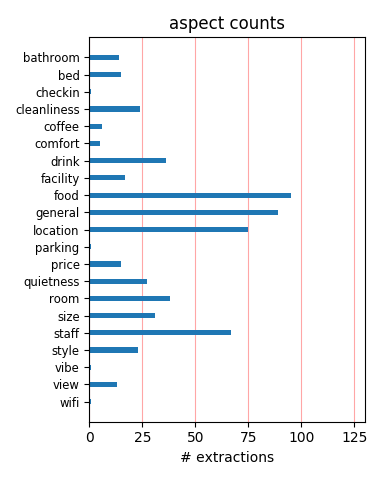 aspect counts
bathroom
bed
checkin
cleanliness
coffee
comfort
drink
facility
food
general
location
parking
price
quietness
room
size
staff
style
vibe
view
wifi
0 25 50 75 100 125
# extractions